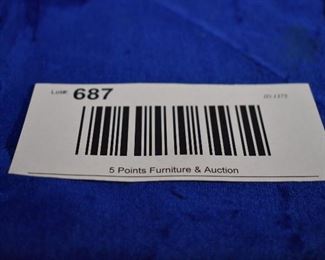 Lot# 687
5 Points Furniture & Auction